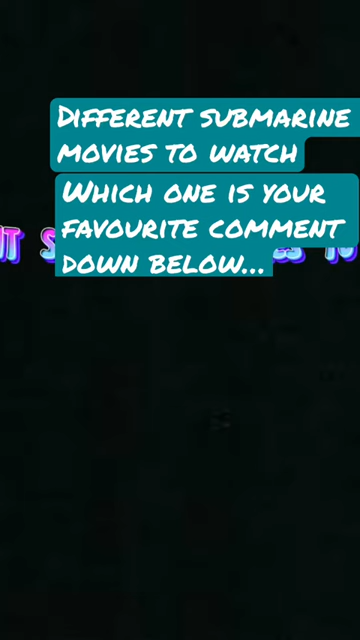 Different submarine
movies to watch
Which one is your
favourite comment
down below...